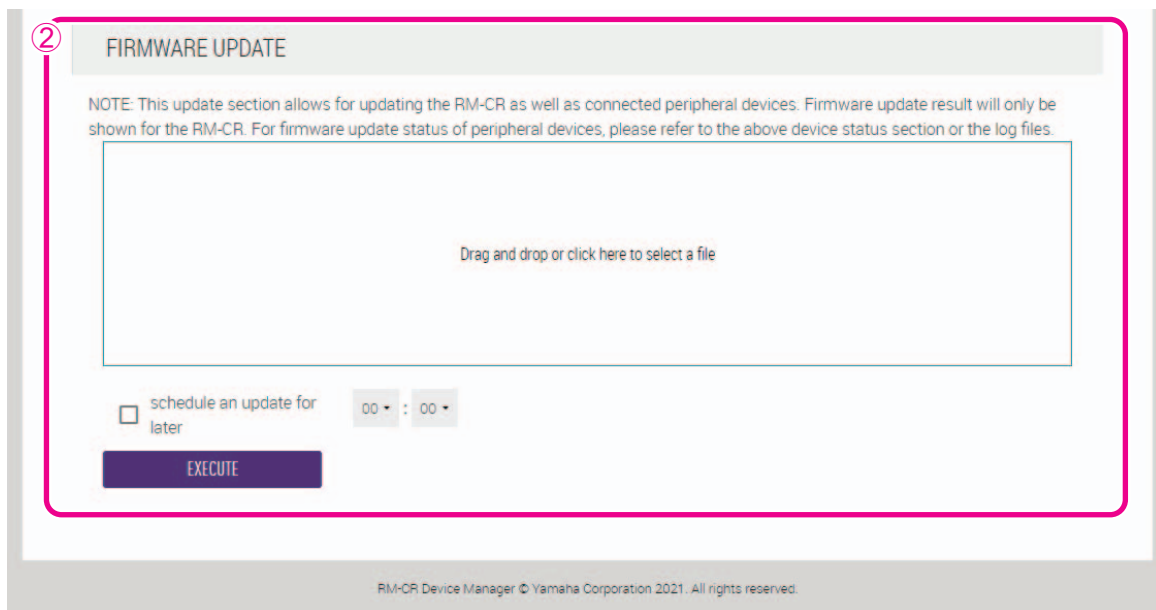 ②
FIRMWARE UPDATE
NOTE: This update section allows for updating the RM-CR as well as connected peripheral devices. Firmware update result will only be
shown for the RM-CR. For firmware update status of peripheral devices, please refer to the above device status section or the log files.
Drag and drop or click here to select a file
schedule an update for
later
00 : 00
EXECUTE
RM-CR Device Manager © Yamaha Corporation 2021. All rights reserved.